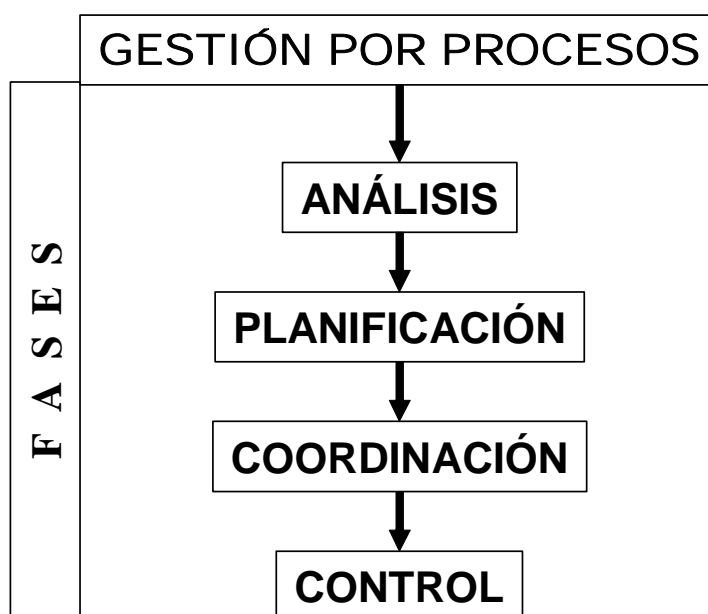 GESTIÓN POR PROCESOS
FASES
ANÁLISIS
PLANIFICACIÓN
COORDINACIÓN
CONTROL